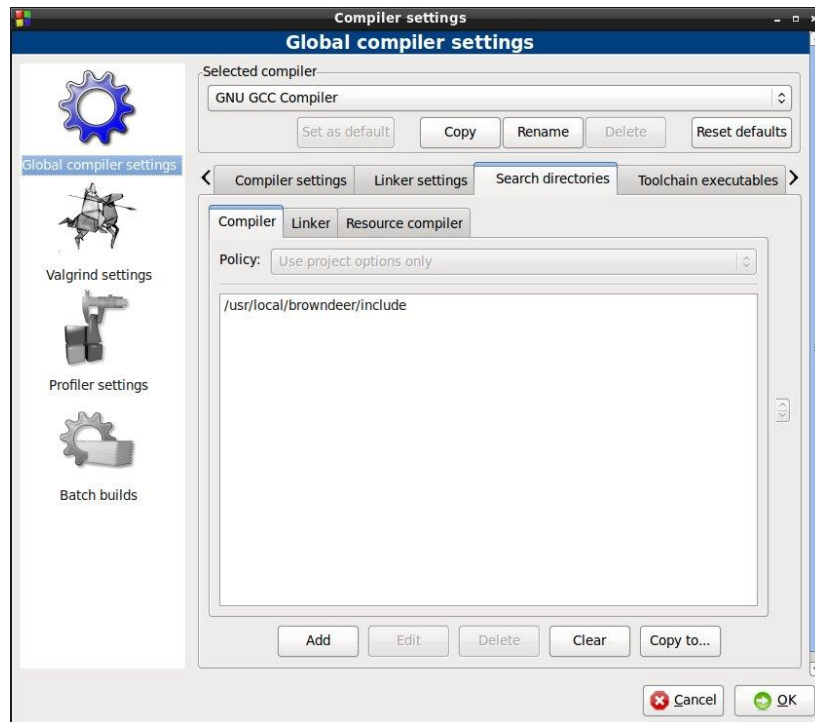 Compiler settings
Global compiler settings
Selected compiler
GNU GCC Compiler
Set as default Copy Rename Delete Reset defaults
Global compiler settings
Compiler settings Linker settings Search directories Toolchain executables
Compiler Linker Resource compiler
Policy: Use project options only
/usr/local/browndeer/include
Valgrind settings
Profiler settings
Batch builds
Add Edit Delete Clear Copy to...
Cancel OK